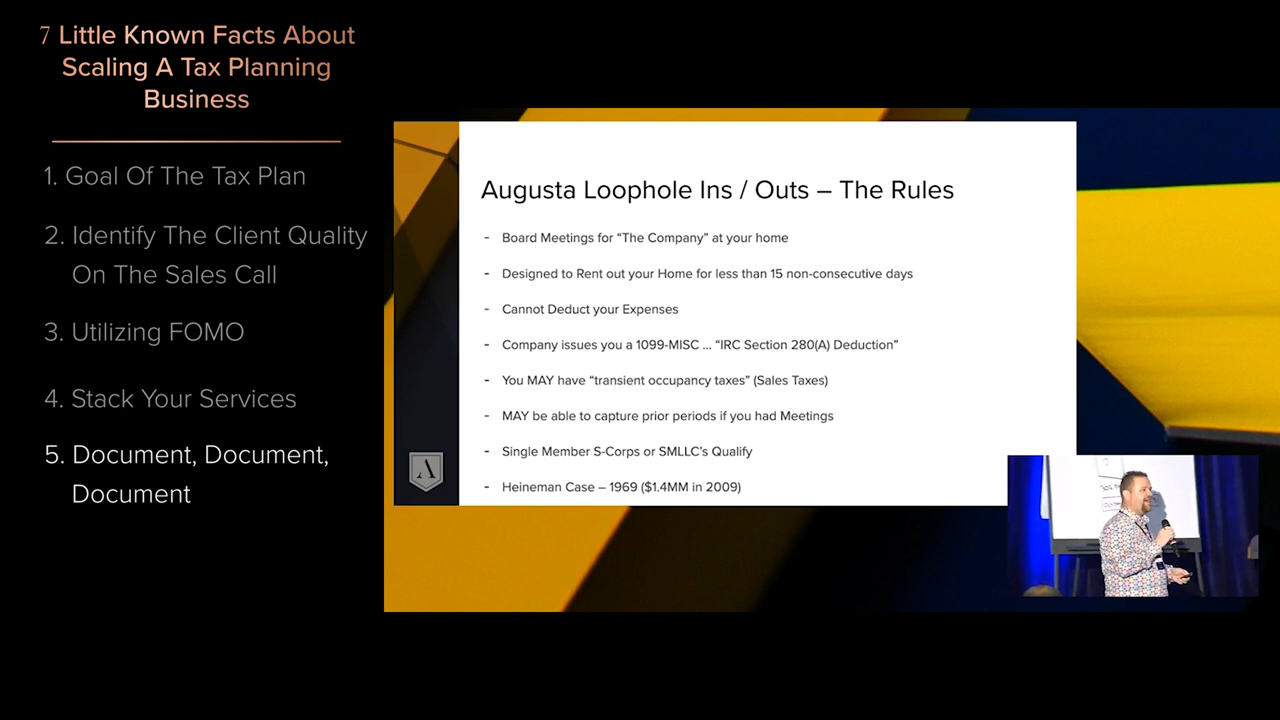 7 Little Known Facts About
Scaling A Tax Planning
Business
1. Goal Of The Tax Plan
2. Identify The Client Quality
On The Sales Call
3. Utilizing FOMO
4. Stack Your Services
5. Document, Document,
Document
Augusta Loophole Ins / Outs – The Rules
- Board Meetings for “The Company” at your home
- Designed to Rent out your Home for less than 15 non-consecutive days
- Cannot Deduct your Expenses
- Company issues you a 1099-MISC ... “IRC Section 280(A) Deduction”
- You MAY have “transient occupancy taxes” (Sales Taxes)
- MAY be able to capture prior periods if you had Meetings
- Single Member S-Corps or SMLLC’s Qualify
- Heineman Case – 1969 ($1.4MM in 2009)
A